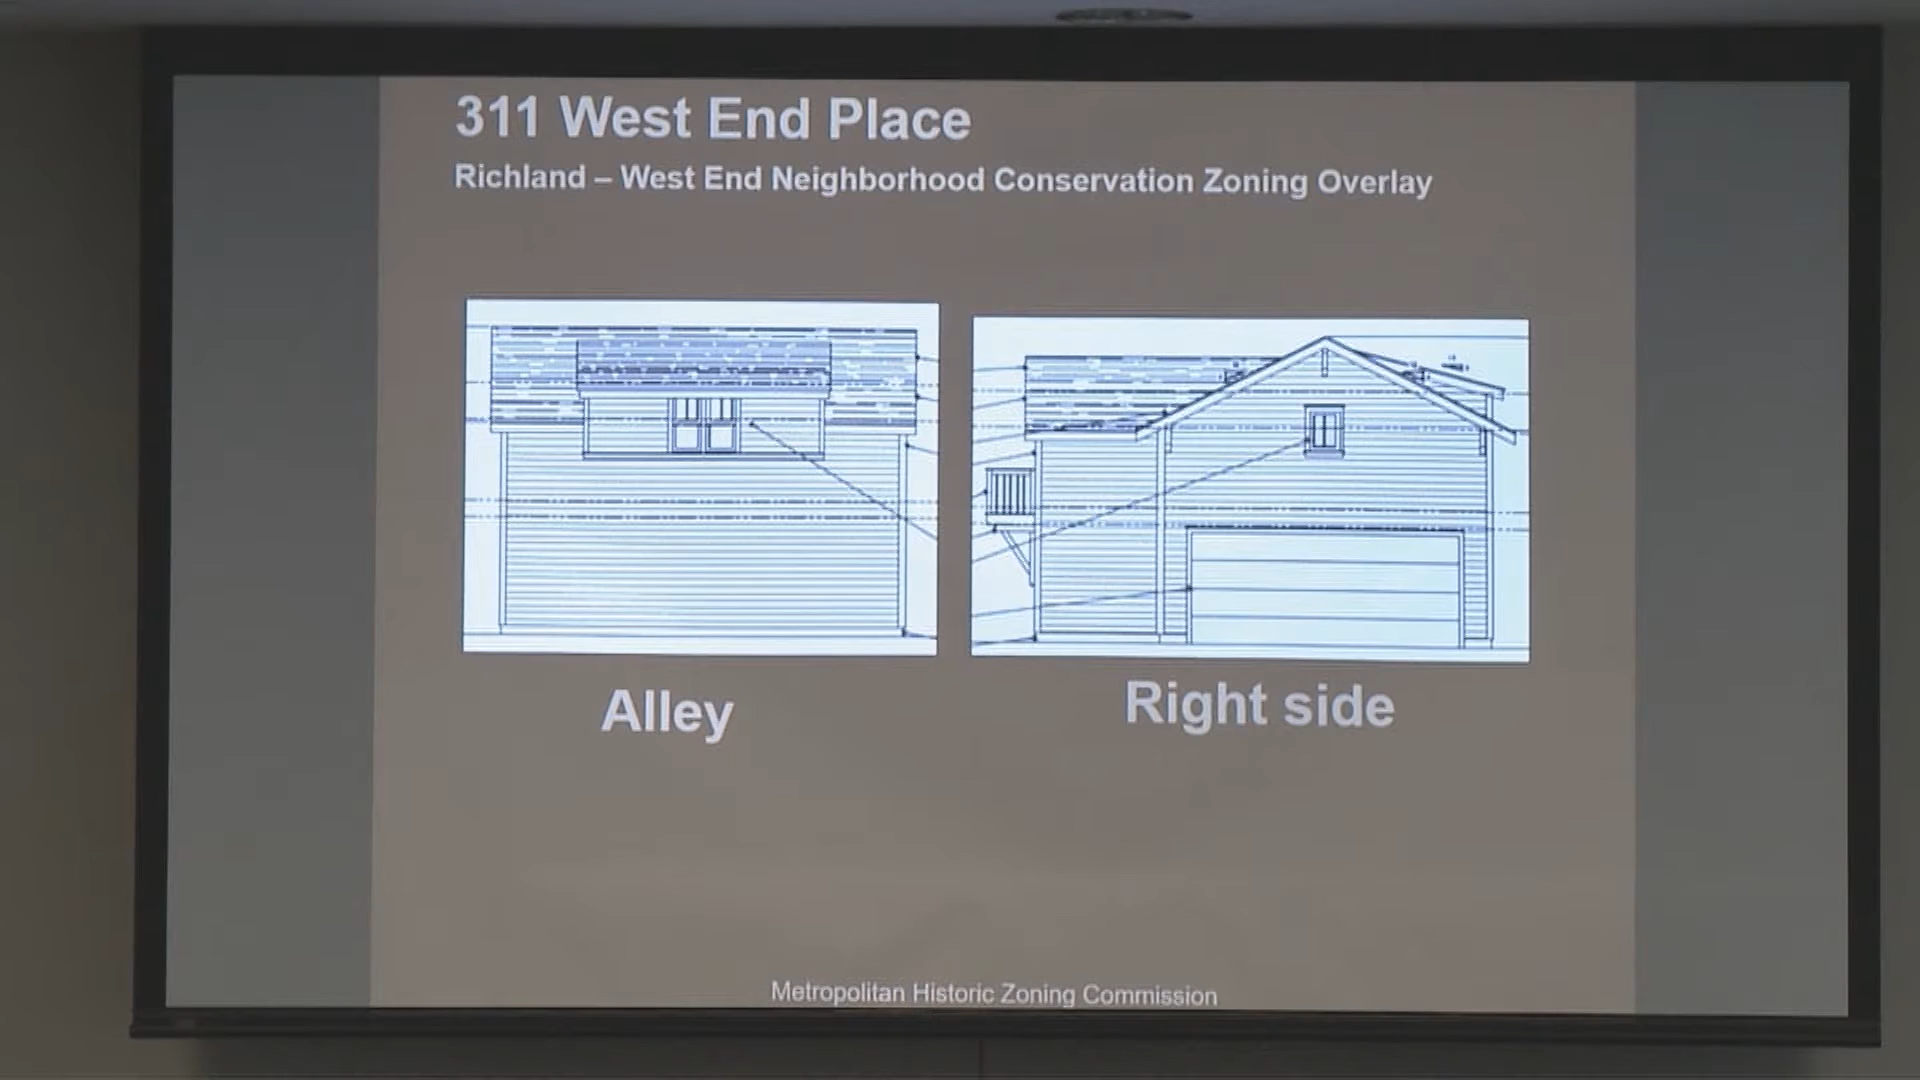 311 West End Place
Richland – West End Neighborhood Conservation Zoning Overlay
Alley
Right side
Metropolitan Historic Zoning Commission